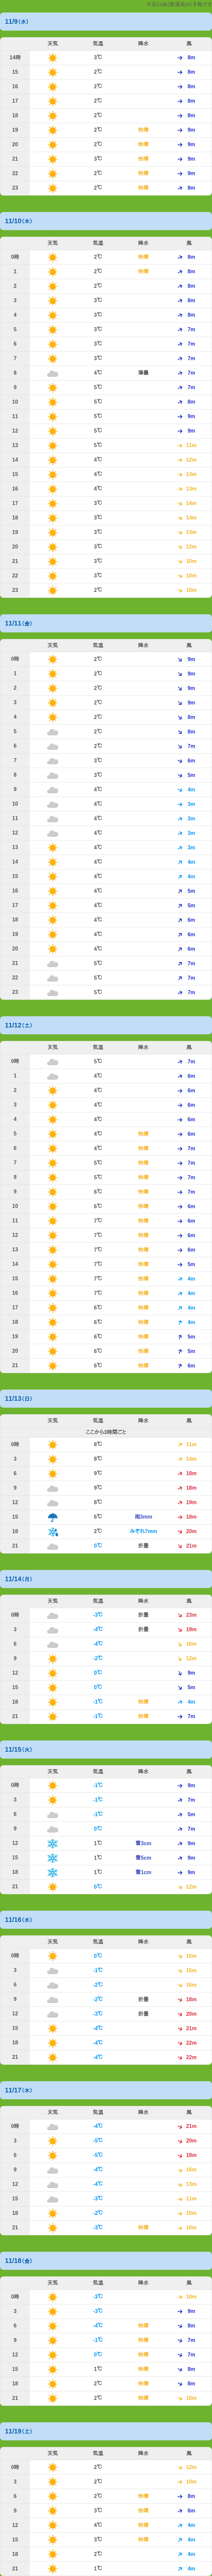 11/9(水)
天気 気温 降水 風
14時 3℃ 8m
15 2℃ 8m
16 2℃ 8m
17 2℃ 8m
18 2℃ 8m
19 2℃ 快晴 9m
20 2℃ 快晴 9m
21 3℃ 快晴 9m
22 2℃ 快晴 9m
23 2℃ 快晴 8m
11/10(木)
天気 気温 降水 風
0時 2℃ 快晴 8m
1 2℃ 快晴 8m
2 2℃ 8m
3 3℃ 8m
4 3℃ 8m
5 3℃ 7m
6 3℃ 7m
7 3℃ 7m
8 4℃ 薄曇 7m
9 5℃ 7m
10 5℃ 8m
11 5℃ 9m
12 5℃ 9m
13 5℃ 11m
14 4℃ 12m
15 4℃ 13m
16 4℃ 13m
17 3℃ 14m
18 3℃ 14m
19 3℃ 13m
20 3℃ 12m
21 3℃ 10m
22 3℃ 10m
23 2℃ 10m
11/11(金)
天気 気温 降水 風
0時 2℃ 9m
1 2℃ 9m
2 2℃ 9m
3 2℃ 9m
4 2℃ 8m
5 2℃ 8m
6 2℃ 7m
7 3℃ 6m
8 3℃ 5m
9 4℃ 4m
10 4℃ 3m
11 4℃ 3m
12 4℃ 3m
13 4℃ 3m
14 4℃ 4m
15 4℃ 4m
16 4℃ 5m
17 4℃ 5m
18 4℃ 6m
19 4℃ 6m
20 4℃ 6m
21 5℃ 7m
22 5℃ 7m
23 5℃ 7m
11/12(土)
天気 気温 降水 風
0時 5℃ 7m
1 4℃ 6m
2 4℃ 6m
3 4℃ 6m
4 4℃ 6m
5 4℃ 快晴 6m
6 4℃ 快晴 7m
7 5℃ 快晴 7m
8 5℃ 快晴 7m
9 6℃ 快晴 7m
10 6℃ 快晴 6m
11 7℃ 快晴 6m
12 7℃ 快晴 6m
13 7℃ 快晴 6m
14 7℃ 快晴 5m
15 7℃ 快晴 4m
16 7℃ 快晴 4m
17 6℃ 快晴 4m
18 6℃ 快晴 4m
19 6℃ 快晴 5m
20 6℃ 快晴 5m
21 6℃ 快晴 6m
11/13(日)
天気 気温 降水 風
ここから3時間ごと
0時 8℃ 11m
3 8℃ 14m
6 9℃ 18m
9 9℃ 18m
12 8℃ 19m
15 6℃ 雨3mm 18m
18 2℃ みぞれ7mm 20m
21 0℃ 折曇 21m
11/14(月)
天気 気温 降水 風
0時 -3℃ 折曇 23m
3 -4℃ 折曇 19m
6 -4℃ 16m
9 -2℃ 12m
12 0℃ 9m
15 0℃ 5m
18 -1℃ 快晴 4m
21 -1℃ 快晴 7m
11/15(火)
天気 気温 降水 風
0時 -1℃ 9m
3 -1℃ 7m
6 -1℃ 5m
9 0℃ 7m
12 1℃ 雪3cm 9m
15 1℃ 雪5cm 9m
18 1℃ 雪1cm 9m
21 0℃ 12m
11/16(水)
天気 気温 降水 風
0時 0℃ 15m
3 -1℃ 15m
6 -2℃ 16m
9 -3℃ 折曇 18m
12 -3℃ 折曇 20m
15 -4℃ 21m
18 -4℃ 22m
21 -4℃ 22m
11/17(木)
天気 気温 降水 風
0時 -4℃ 21m
3 -5℃ 20m
6 -5℃ 18m
9 -4℃ 16m
12 -4℃ 13m
15 -3℃ 11m
18 -2℃ 10m
21 -3℃ 快晴 10m
11/18(金)
天気 気温 降水 風
0時 -3℃ 10m
3 -3℃ 9m
6 -4℃ 快晴 8m
9 -1℃ 快晴 7m
12 0℃ 快晴 7m
15 1℃ 快晴 8m
18 2℃ 快晴 8m
21 2℃ 快晴 10m
11/19(土)
天気 気温 降水 風
0時 2℃ 12m
3 2℃ 10m
6 2℃ 快晴 8m
9 3℃ 快晴 6m
12 4℃ 快晴 4m
15 3℃ 快晴 4m
18 2℃ 4m
21 1℃ 4m